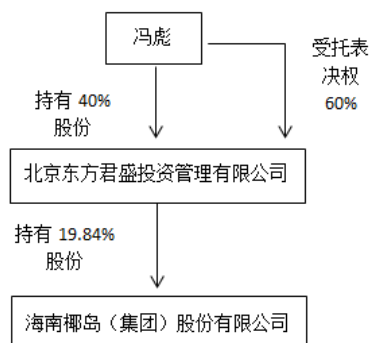 冯彪
受托表
决权
60%
持有 40%
股份
北京东方君盛投资管理有限公司
持有 19.84%
股份
海南椰岛（集团）股份有限公司